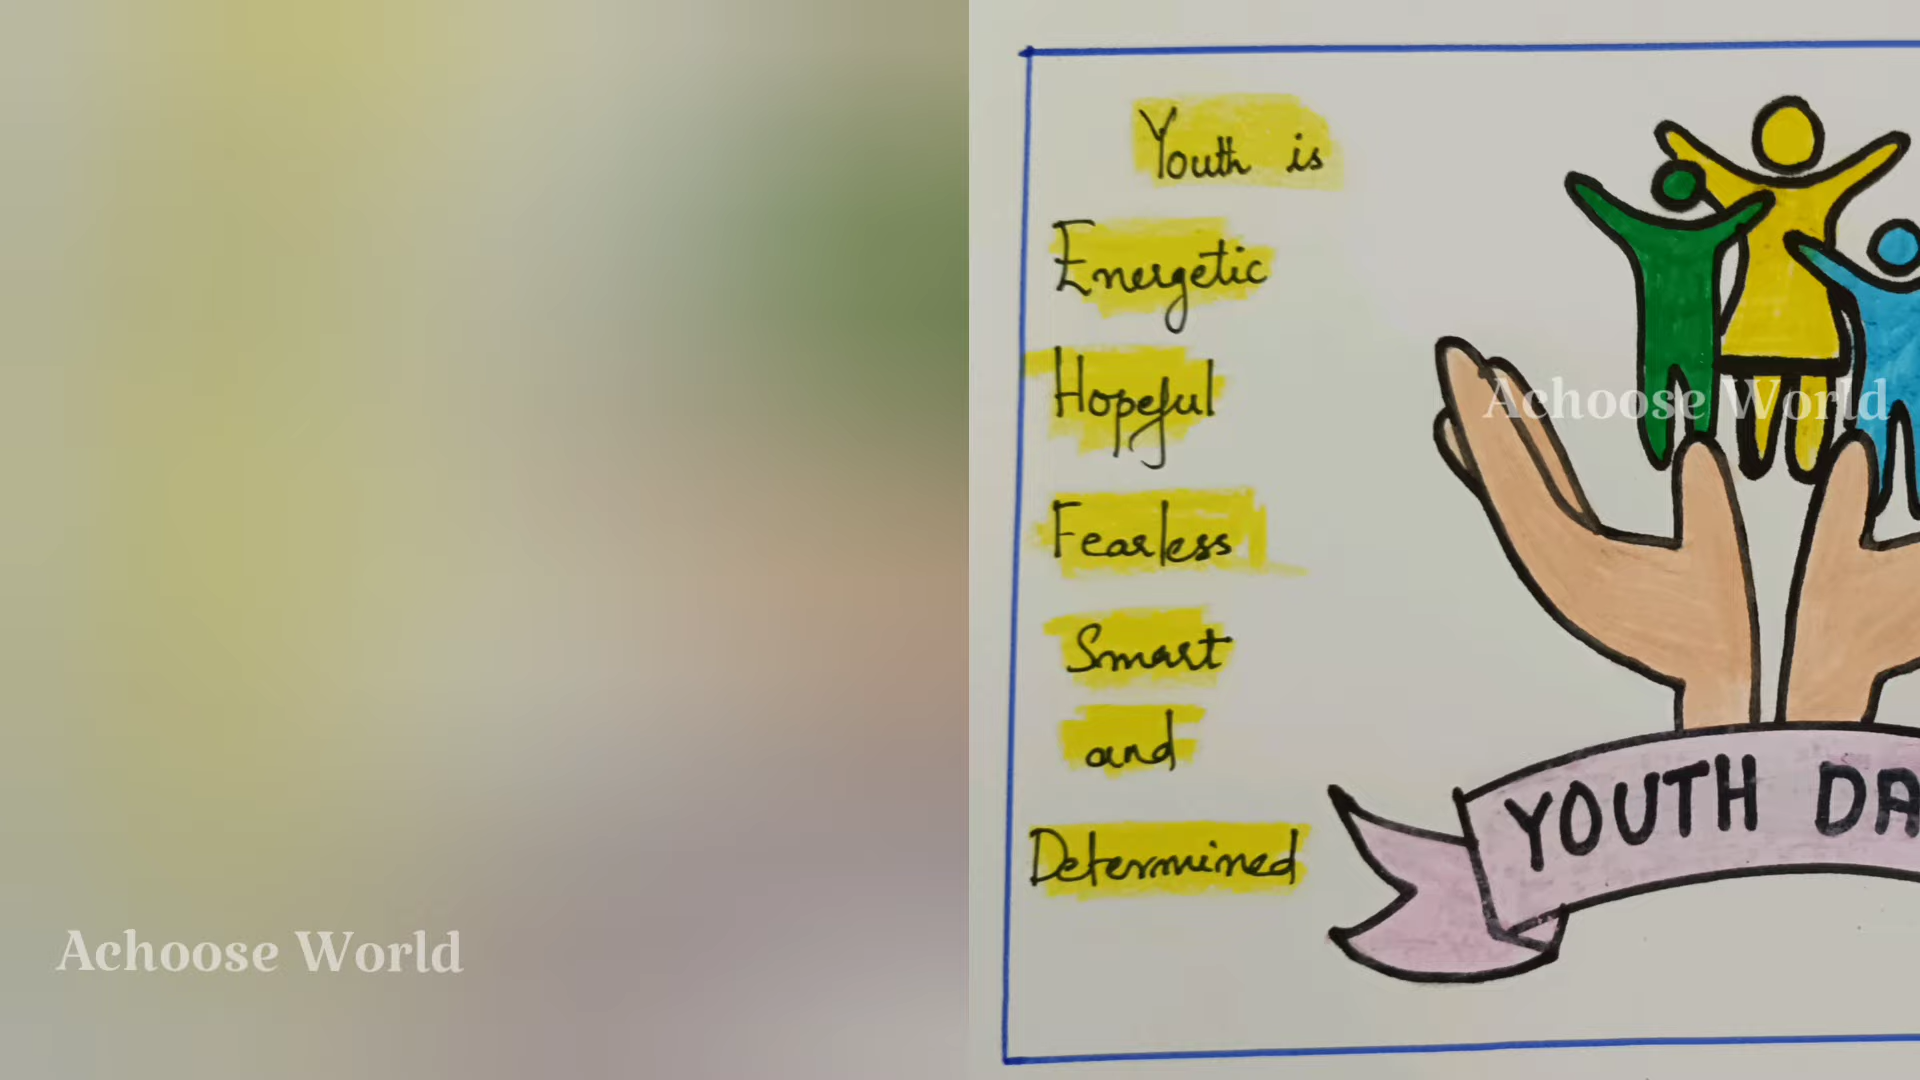 Youth is
Energetic
Hopeful
Fearless
Smart
and
Determined
Achoose World
YOUTH DA
Achoose World